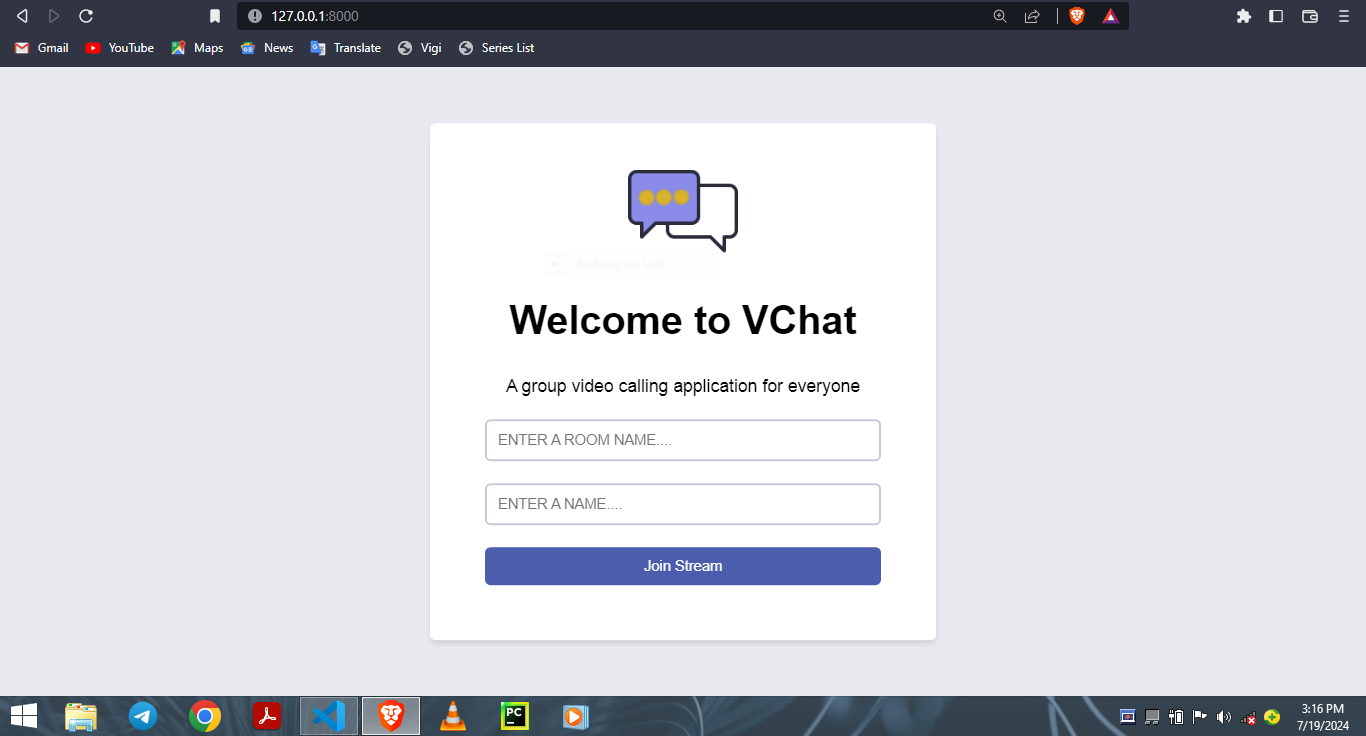 127.0.0.1:8000
Gmail YouTube Maps News Translate Vigi Series List
Rectangular Snip
Welcome to VChat
A group video calling application for everyone
ENTER A ROOM NAME....
ENTER A NAME....
Join Stream
PC
3:16 PM
7/19/2024